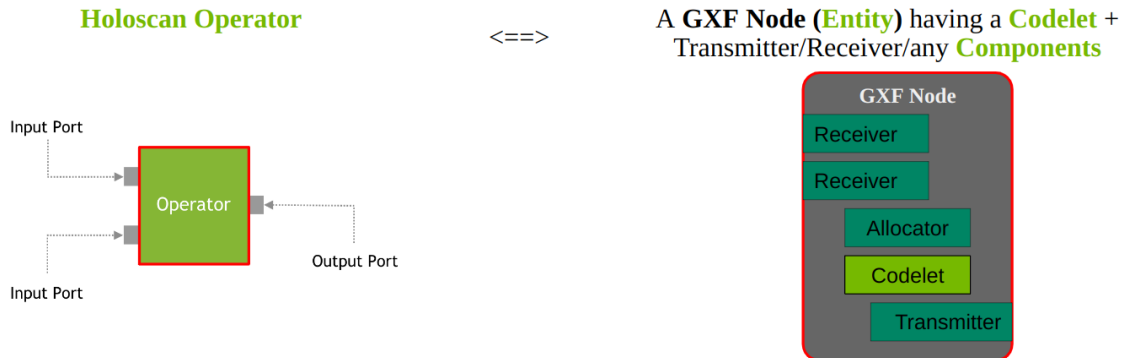 Holoscan Operator
<==>
A GXF Node (Entity) having a Codelet +
Transmitter/Receiver/any Components
Input Port
Operator
Output Port
Input Port
GXF Node
Receiver
Receiver
Allocator
Codelet
Transmitter